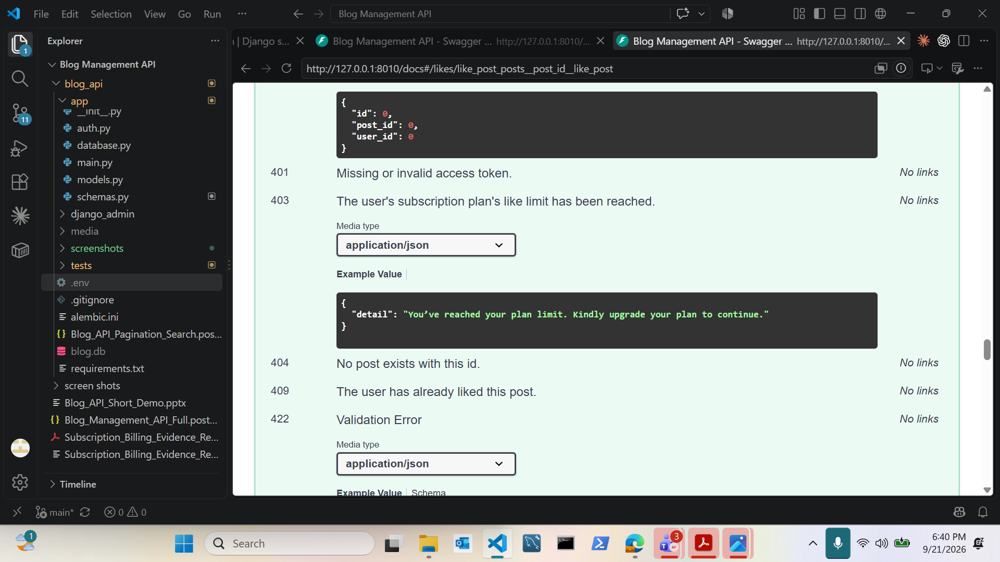 File Edit Selection View Go Run
Blog Management API
Explorer
| Django s...
Blog Management API - Swagger ... http://127.0.0.1:8010/...
Blog Management API - Swagger ... http://127.0.0.1:8010/...
http://127.0.0.1:8010/docs#/likes/like_post_posts__post_id__like_post
1
11
Blog Management API
blog_api
app
__init__.py
auth.py
database.py
main.py
models.py
schemas.py
django_admin
media
screenshots
tests
.env
.gitignore
alembic.ini
Blog_API_Pagination_Search.pos...
blog.db
requirements.txt
screen shots
Blog_API_Short_Demo.pptx
Blog_Management_API_Full.post...
Subscription_Billing_Evidence_Re...
Subscription_Billing_Evidence_Re...
Timeline
{
"id": 0,
"post_id": 0,
"user_id": 0
}
401 Missing or invalid access token. No links
403 The user's subscription plan's like limit has been reached. No links
Media type
application/json
Example Value
{
"detail": "You’ve reached your plan limit. Kindly upgrade your plan to continue."
}
404 No post exists with this id. No links
409 The user has already liked this post. No links
422 Validation Error No links
Media type
application/json
Example Value Schema
main* 0 0
1
Search
3
T AY
6:40 PM
9/21/2026